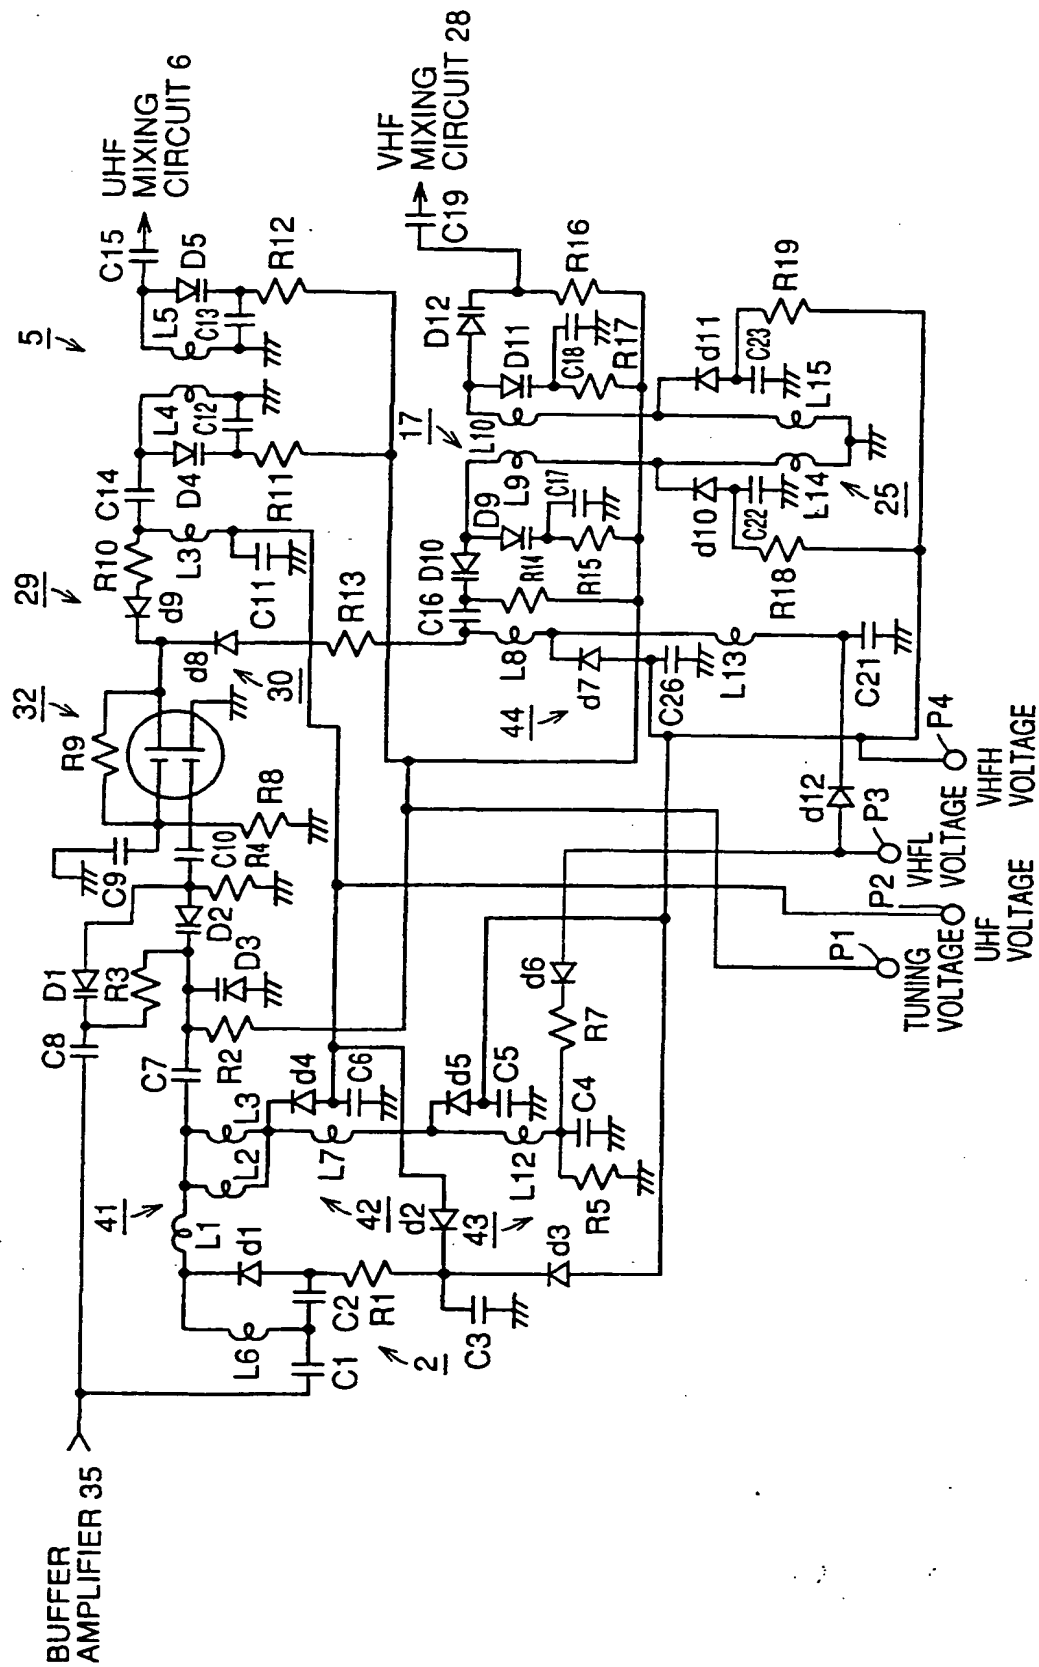 BUFFER
AMPLIFIER 35
UHF
MIXING
CIRCUIT 6
VHF
MIXING
CIRCUIT 28
5
C15
L5
D5
C13
R12
L4
C12
C14
D4
R11
29
R10
L3
d9
C11
R13
d8
30
32
R9
R8
C9
C10
R4
D2
D1
R3
D3
C8
C7
R2
41
L1
L2
L3
d4
C6
L7
42
d5
C5
L12
43
C4
R7
d6
R5
d1
L6
C2
C1
R1
2
d2
C3
d3
C19
D12
R16
D11
C18
R17
17
L10
L9
D9
C17
D10
R14
R15
C16
L8
d7
C26
44
L13
C21
d10
C22
R18
L14
25
d11
C23
L15
R19
d12
P1
TUNING
VOLTAGE
P2
UHF
VOLTAGE
P3
VHFL
VOLTAGE
P4
VHFH
VOLTAGE